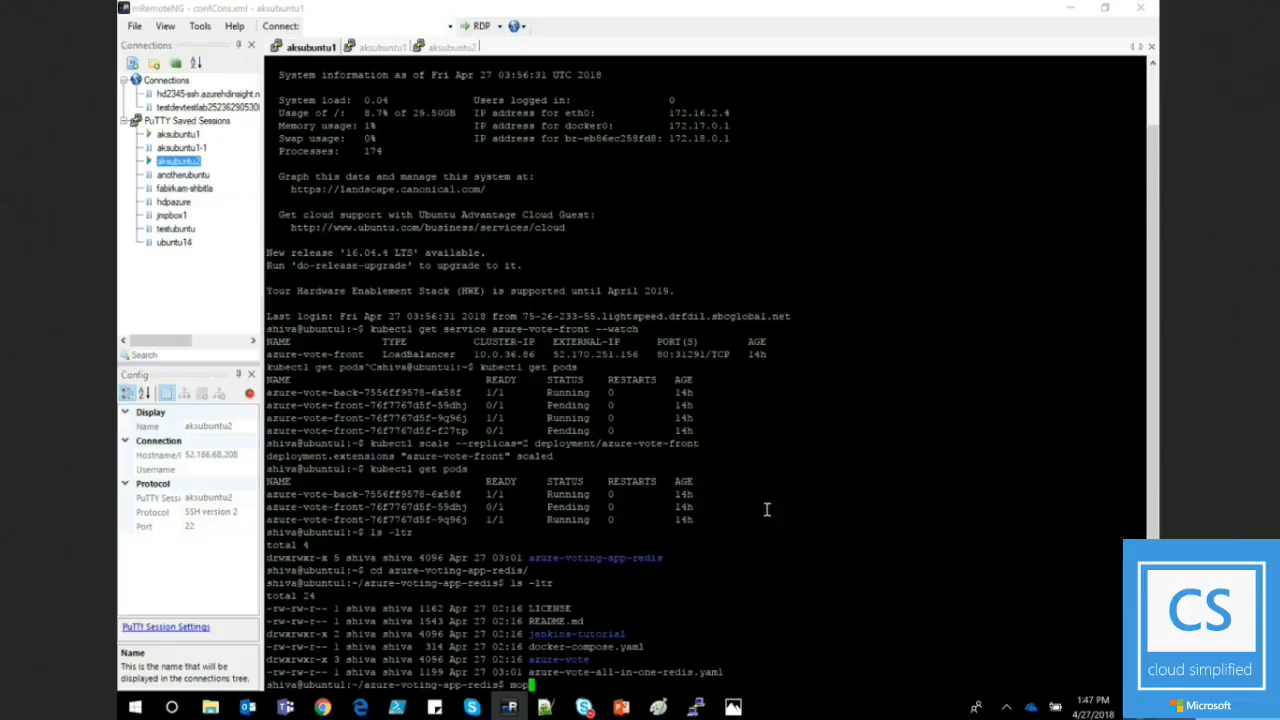 mRemoteNG - confCons.xml - aksubuntu1
File View Tools Help Connect: RDP
Connections
aksubuntu1 aksubuntu1 aksubuntu2
Connections
hd2345-ssh.azurehdinsight.n
testdevtestlab252362905300
PuTTY Saved Sessions
aksubuntu1
aksubuntu1-1
aksubuntu2
anotherubuntu
fabirkam-shbitla
hdpazure
jmpbox1
testubuntu
ubuntu14
Search
Config
Display
Name aksubuntu2
Connection
Hostname/I 52.186.68.208
Username
Protocol
PuTTY Sessi aksubuntu2
Protocol SSH version 2
Port 22
PuTTY Session Settings
Name
This is the name that will be
displayed in the connections tree.
System information as of Fri Apr 27 03:56:31 UTC 2018
System load: 0.04 Users logged in: 0
Usage of /: 8.7% of 29.50GB IP address for eth0: 172.16.2.4
Memory usage: 1% IP address for docker0: 172.17.0.1
Swap usage: 0% IP address for br-eb86ec258fd8: 172.18.0.1
Processes: 174
Graph this data and manage this system at:
https://landscape.canonical.com/
Get cloud support with Ubuntu Advantage Cloud Guest:
http://www.ubuntu.com/business/services/cloud
New release '16.04.4 LTS' available.
Run 'do-release-upgrade' to upgrade to it.
Your Hardware Enablement Stack (HWE) is supported until April 2019.
Last login: Fri Apr 27 03:56:31 2018 from 75-26-233-55.lightspeed.drfdil.sbcglobal.net
shiva@ubuntu1:~$ kubectl get service azure-vote-front --watch
NAME TYPE CLUSTER-IP EXTERNAL-IP PORT(S) AGE
azure-vote-front LoadBalancer 10.0.36.86 52.170.251.156 80:31291/TCP 14h
kubectl get pods^Cshiva@ubuntu1:~$ kubectl get pods
NAME READY STATUS RESTARTS AGE
azure-vote-back-7556ff9578-6x58f 1/1 Running 0 14h
azure-vote-front-76f7767d5f-59dhj 0/1 Pending 0 14h
azure-vote-front-76f7767d5f-9q96j 1/1 Running 0 14h
azure-vote-front-76f7767d5f-f27tp 0/1 Pending 0 14h
shiva@ubuntu1:~$ kubectl scale --replicas=2 deployment/azure-vote-front
deployment.extensions "azure-vote-front" scaled
shiva@ubuntu1:~$ kubectl get pods
NAME READY STATUS RESTARTS AGE
azure-vote-back-7556ff9578-6x58f 1/1 Running 0 14h
azure-vote-front-76f7767d5f-59dhj 0/1 Pending 0 14h
azure-vote-front-76f7767d5f-9q96j 1/1 Running 0 14h
shiva@ubuntu1:~$ ls -ltr
total 4
drwxrwxr-x 5 shiva shiva 4096 Apr 27 03:01 azure-voting-app-redis
shiva@ubuntu1:~$ cd azure-voting-app-redis/
shiva@ubuntu1:~/azure-voting-app-redis$ ls -ltr
total 24
-rw-rw-r-- 1 shiva shiva 1162 Apr 27 02:16 LICENSE
-rw-rw-r-- 1 shiva shiva 1543 Apr 27 02:16 README.md
drwxrwxr-x 2 shiva shiva 4096 Apr 27 02:16 jenkins-tutorial
-rw-rw-r-- 1 shiva shiva 314 Apr 27 02:16 docker-compose.yaml
drwxrwxr-x 3 shiva shiva 4096 Apr 27 02:16 azure-vote
-rw-rw-r-- 1 shiva shiva 1199 Apr 27 03:01 azure-vote-all-in-one-redis.yaml
shiva@ubuntu1:~/azure-voting-app-redis$ mop
CS
cloud simplified
Microsoft
1:47 PM
4/27/2018